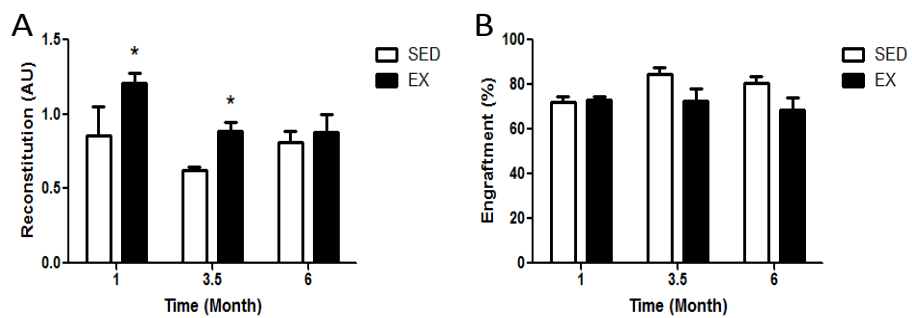 A
Reconstitution (AU)
1.5
1.0
0.5
0.0
*
*
SED
EX
1
3.5
6
Time (Month)
B
Engraftment (%)
100
80
60
40
20
0
SED
EX
1
3.5
6
Time (Month)